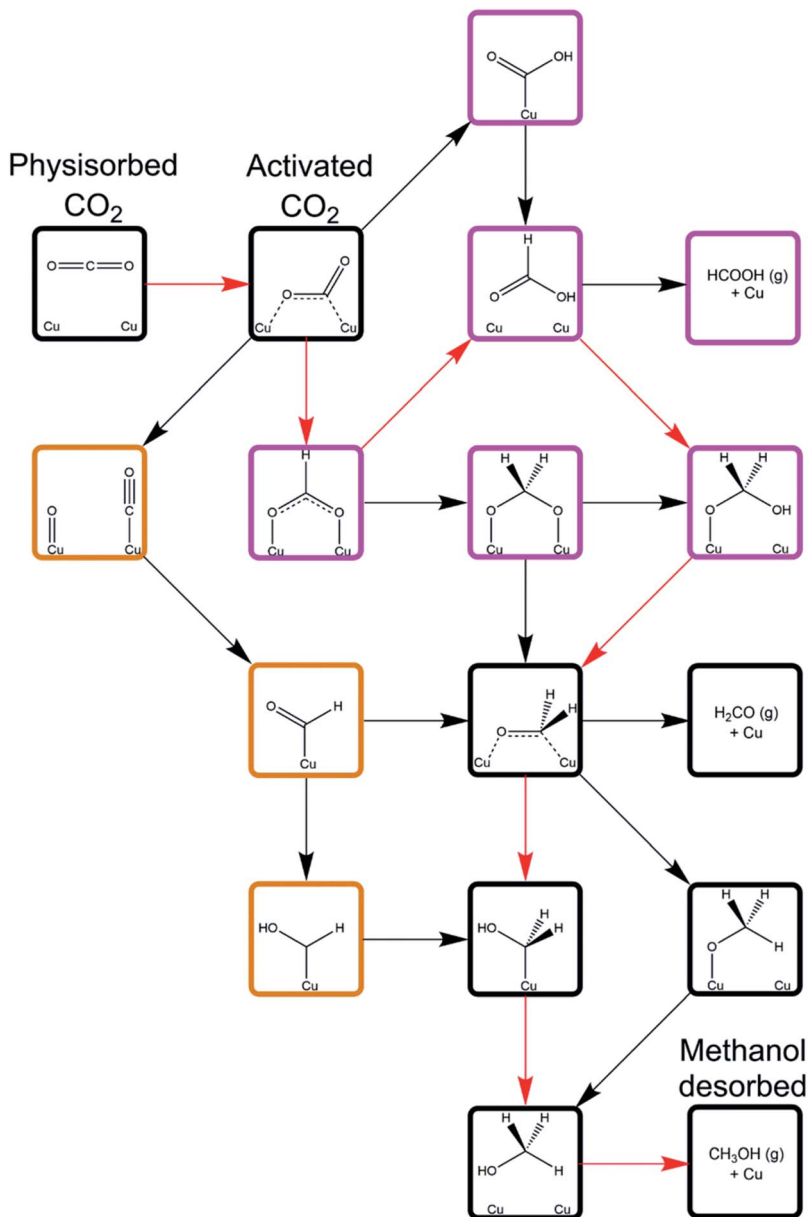 O OH
Cu
Physisorbed
CO₂
Activated
CO₂
O C O
Cu Cu
O O
Cu Cu
H
O OH
Cu Cu
HCOOH (g)
+ Cu
O O
C
Cu Cu
H
O O
Cu Cu
H H
O O
Cu Cu
H H
O OH
Cu Cu
O H
Cu
H
O C H
Cu Cu
H₂CO (g)
+ Cu
HO H
Cu
H
HO C H
Cu
H H
O H
Cu Cu
Methanol
desorbed
H H
HO H
Cu Cu
CH₃OH (g)
+ Cu